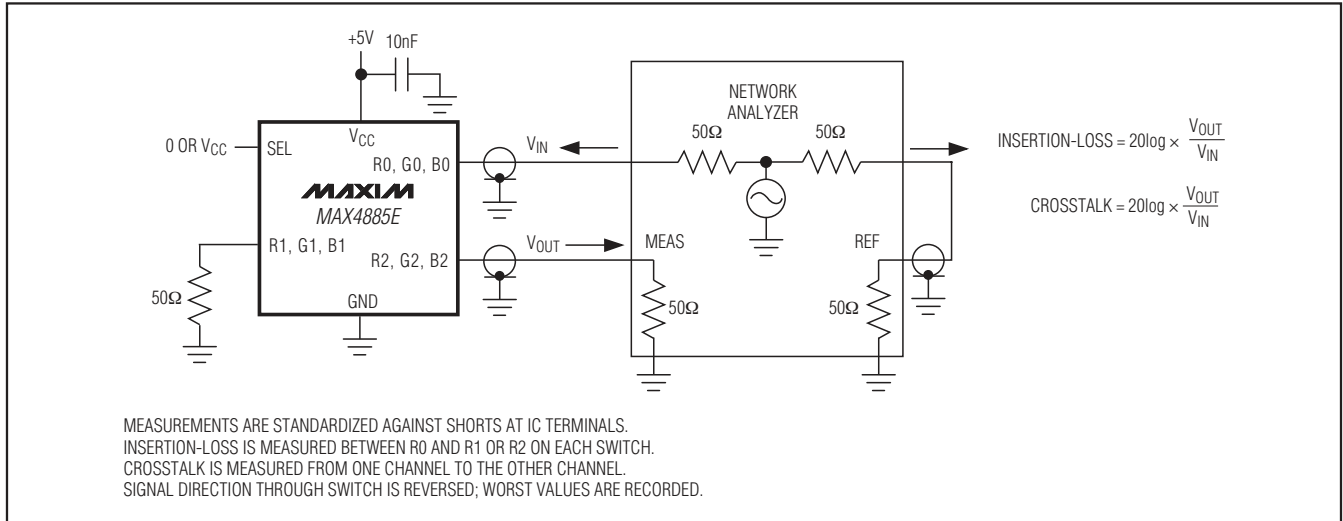 +5V
10nF
VCC
0 OR VCC
SEL
R0, G0, B0
MAXIM
MAX4885E
R1, G1, B1
R2, G2, B2
50Ω
GND
VIN
VOUT
NETWORK
ANALYZER
50Ω
50Ω
MEAS
REF
50Ω
50Ω
INSERTION-LOSS = 20log × VOUT/VIN
CROSSTALK = 20log × VOUT/VIN
MEASUREMENTS ARE STANDARDIZED AGAINST SHORTS AT IC TERMINALS.
INSERTION-LOSS IS MEASURED BETWEEN R0 AND R1 OR R2 ON EACH SWITCH.
CROSSTALK IS MEASURED FROM ONE CHANNEL TO THE OTHER CHANNEL.
SIGNAL DIRECTION THROUGH SWITCH IS REVERSED; WORST VALUES ARE RECORDED.